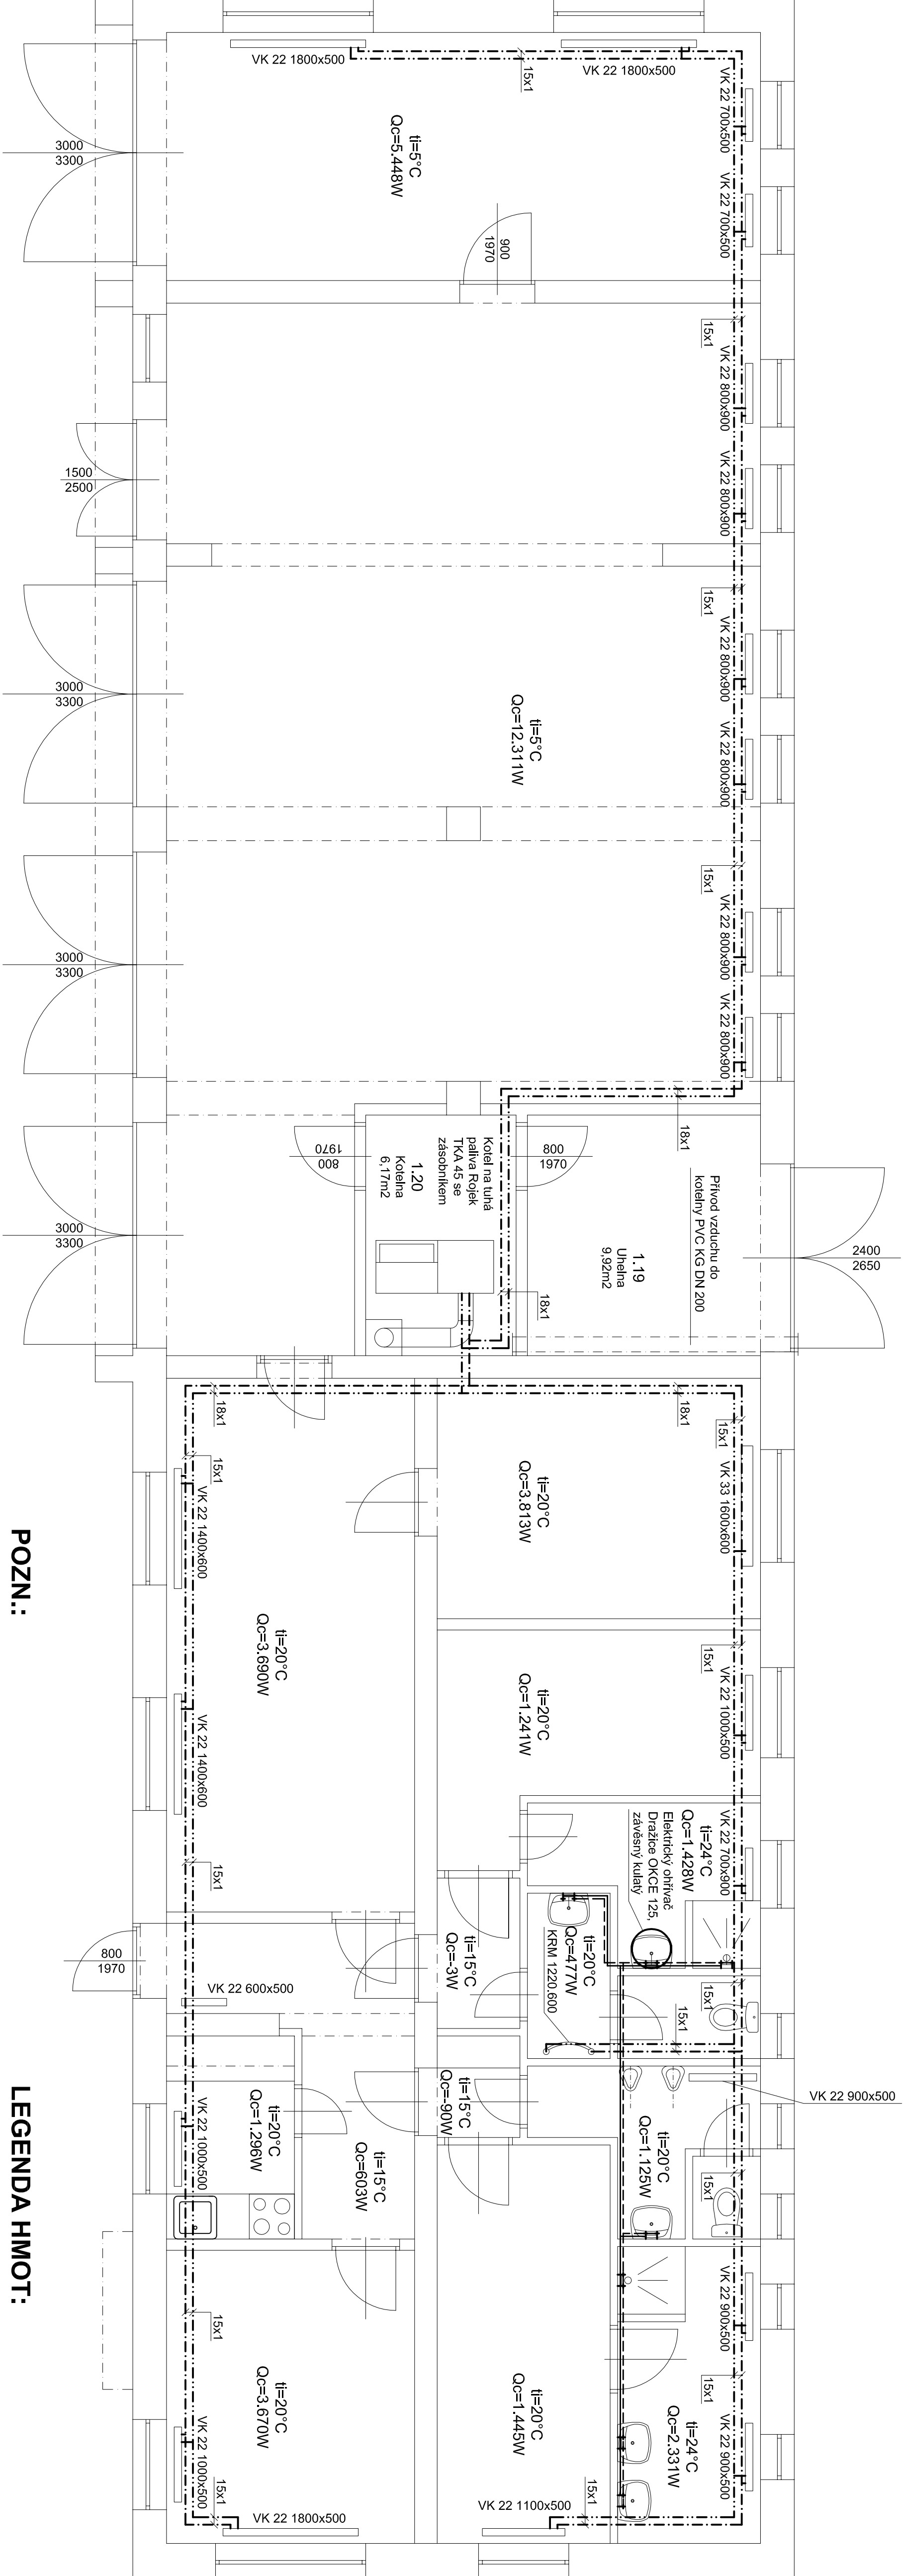 VK 22 1800x500
VK 22 1800x500
15x1
VK 22 700x500
VK 22 700x500
ti=5°C
Qc=5.448W
3000
3300
900
1970
15x1
VK 22 800x900
VK 22 800x900
1500
2500
15x1
VK 22 800x900
VK 22 800x900
ti=5°C
Qc=12.311W
3000
3300
15x1
VK 22 800x900
VK 22 800x900
3000
3300
18x1
Kotel na tuhá
paliva Rojek
TKA 45 se
zásobníkem
1.20
Kotelna
6,17m2
800
1970
800
1970
Přívod vzduchu do
kotelny PVC KG DN 200
1.19
Uhelna
9,92m2
2400
2650
3000
3300
18x1
18x1
18x1
15x1
15x1
VK 33 1600x600
VK 22 1400x600
ti=20°C
Qc=3.813W
ti=20°C
Qc=3.690W
15x1
VK 22 1000x500
ti=20°C
Qc=1.241W
VK 22 1400x600
VK 22 700x900
ti=24°C
Qc=1.428W
Elektrický ohřívač
Dražice OKCE 125,
závěsný kulatý
15x1
ti=20°C
Qc=477W
KRM 1220.600
ti=15°C
Qc=-3W
800
1970
VK 22 600x500
15x1
15x1
VK 22 900x500
ti=15°C
Qc=-90W
ti=20°C
Qc=1.125W
15x1
ti=15°C
Qc=603W
ti=20°C
Qc=1.296W
VK 22 1000x500
VK 22 900x500
15x1
VK 22 900x500
ti=24°C
Qc=2.331W
ti=20°C
Qc=1.445W
ti=20°C
Qc=3.670W
15x1
VK 22 1000x500
15x1
VK 22 1800x500
VK 22 1100x500
15x1
POZN.:
LEGENDA HMOT: